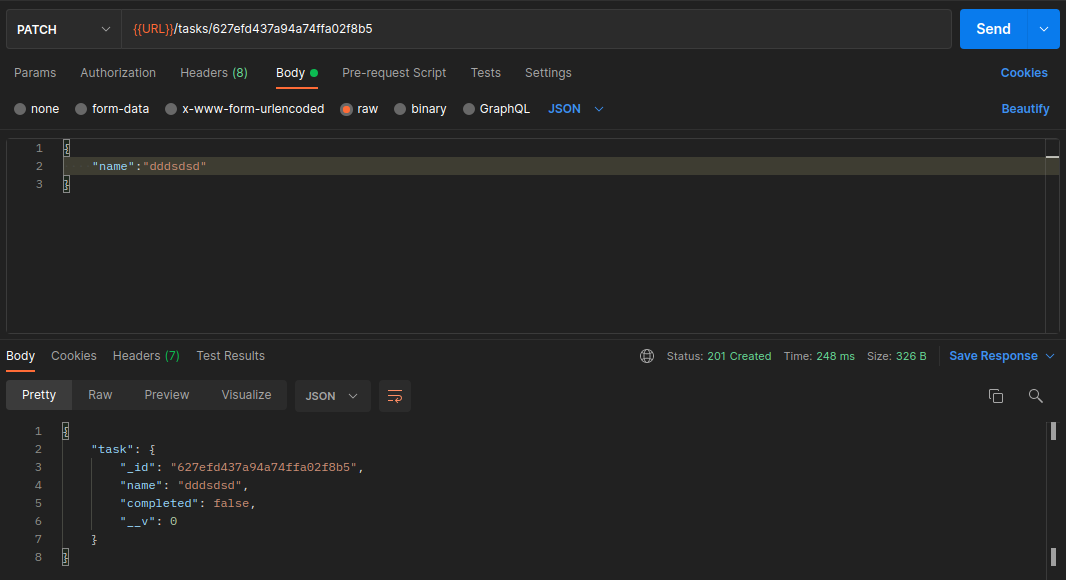 PATCH {{URL}}/tasks/627efd437a94a74ffa02f8b5 Send
Params Authorization Headers (8) Body Pre-request Script Tests Settings Cookies
none form-data x-www-form-urlencoded raw binary GraphQL JSON Beautify
1 {
2 "name":"dddsdsd"
3 }
Body Cookies Headers (7) Test Results Status: 201 Created Time: 248 ms Size: 326 B Save Response
Pretty Raw Preview Visualize JSON
1 {
2 "task": {
3 "_id": "627efd437a94a74ffa02f8b5",
4 "name": "dddsdsd",
5 "completed": false,
6 "__v": 0
7 }
8 }